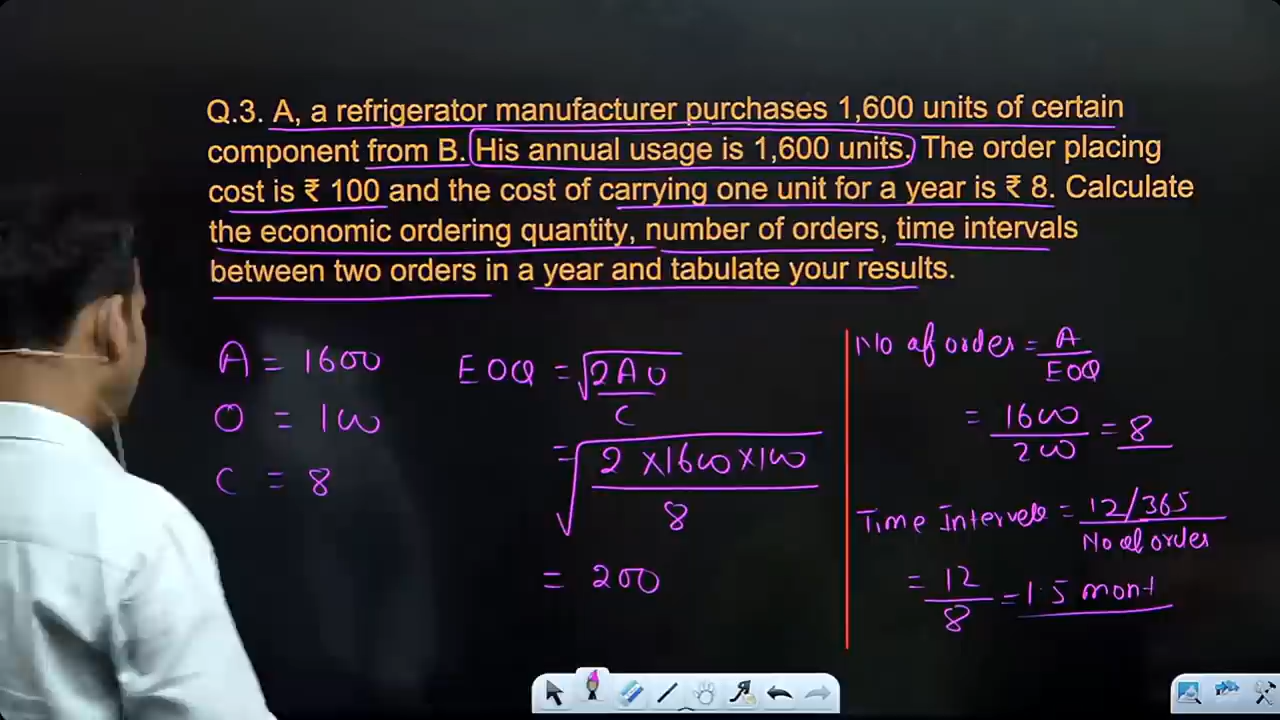 Q.3. A, a refrigerator manufacturer purchases 1,600 units of certain
component from B. His annual usage is 1,600 units. The order placing
cost is ₹ 100 and the cost of carrying one unit for a year is ₹ 8. Calculate
the economic ordering quantity, number of orders, time intervals
between two orders in a year and tabulate your results.
A = 1600
O = 100
C = 8
EOQ = √2AO
C
= √2 X1600X100
8
= 200
No of order = A
EOQ
= 1600
200
= 8
Time Intervals = 12/365
No of order
= 12
8
= 1.5 mont